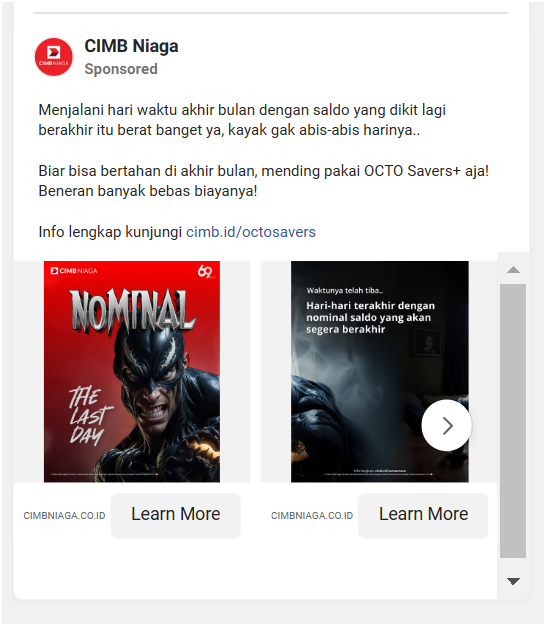 CIMB Niaga
Sponsored
Menjalani hari waktu akhir bulan dengan saldo yang dikit lagi
berakhir itu berat banget ya, kayak gak abis-abis harinya..
Biar bisa bertahan di akhir bulan, mending pakai OCTO Savers+ aja!
Beneran banyak bebas biayanya!
Info lengkap kunjungi cimb.id/octosavers
CIMB NIAGA
69
NOMINAL
THE
LAST
DAY
Waktunya telah tiba..
Hari-hari terakhir dengan
nominal saldo yang akan
segera berakhir
CIMBNIAGA.CO.ID
Learn More
CIMBNIAGA.CO.ID
Learn More